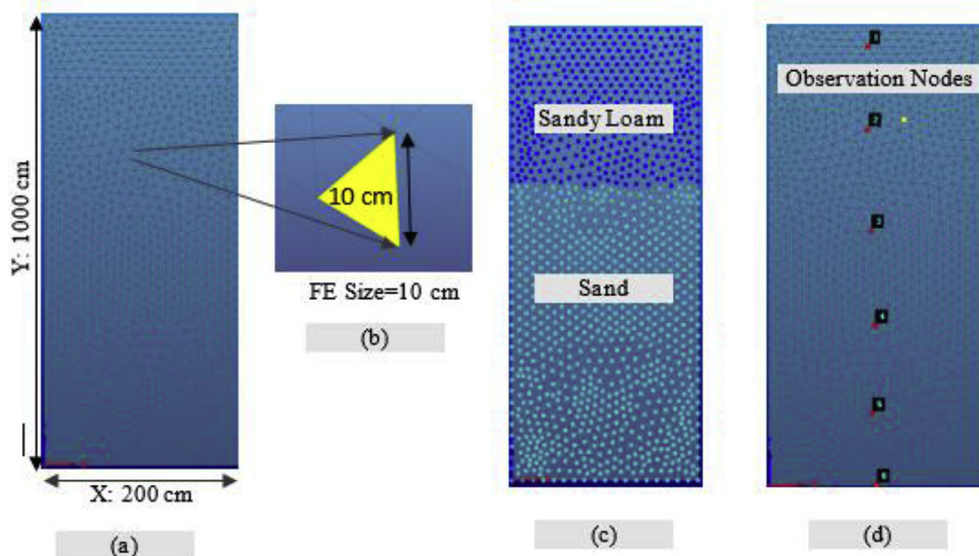 Y: 1000 cm
X: 200 cm
(a)
10 cm
FE Size=10 cm
(b)
Sandy Loam
Sand
(c)
1
Observation Nodes
2
3
4
5
6
(d)